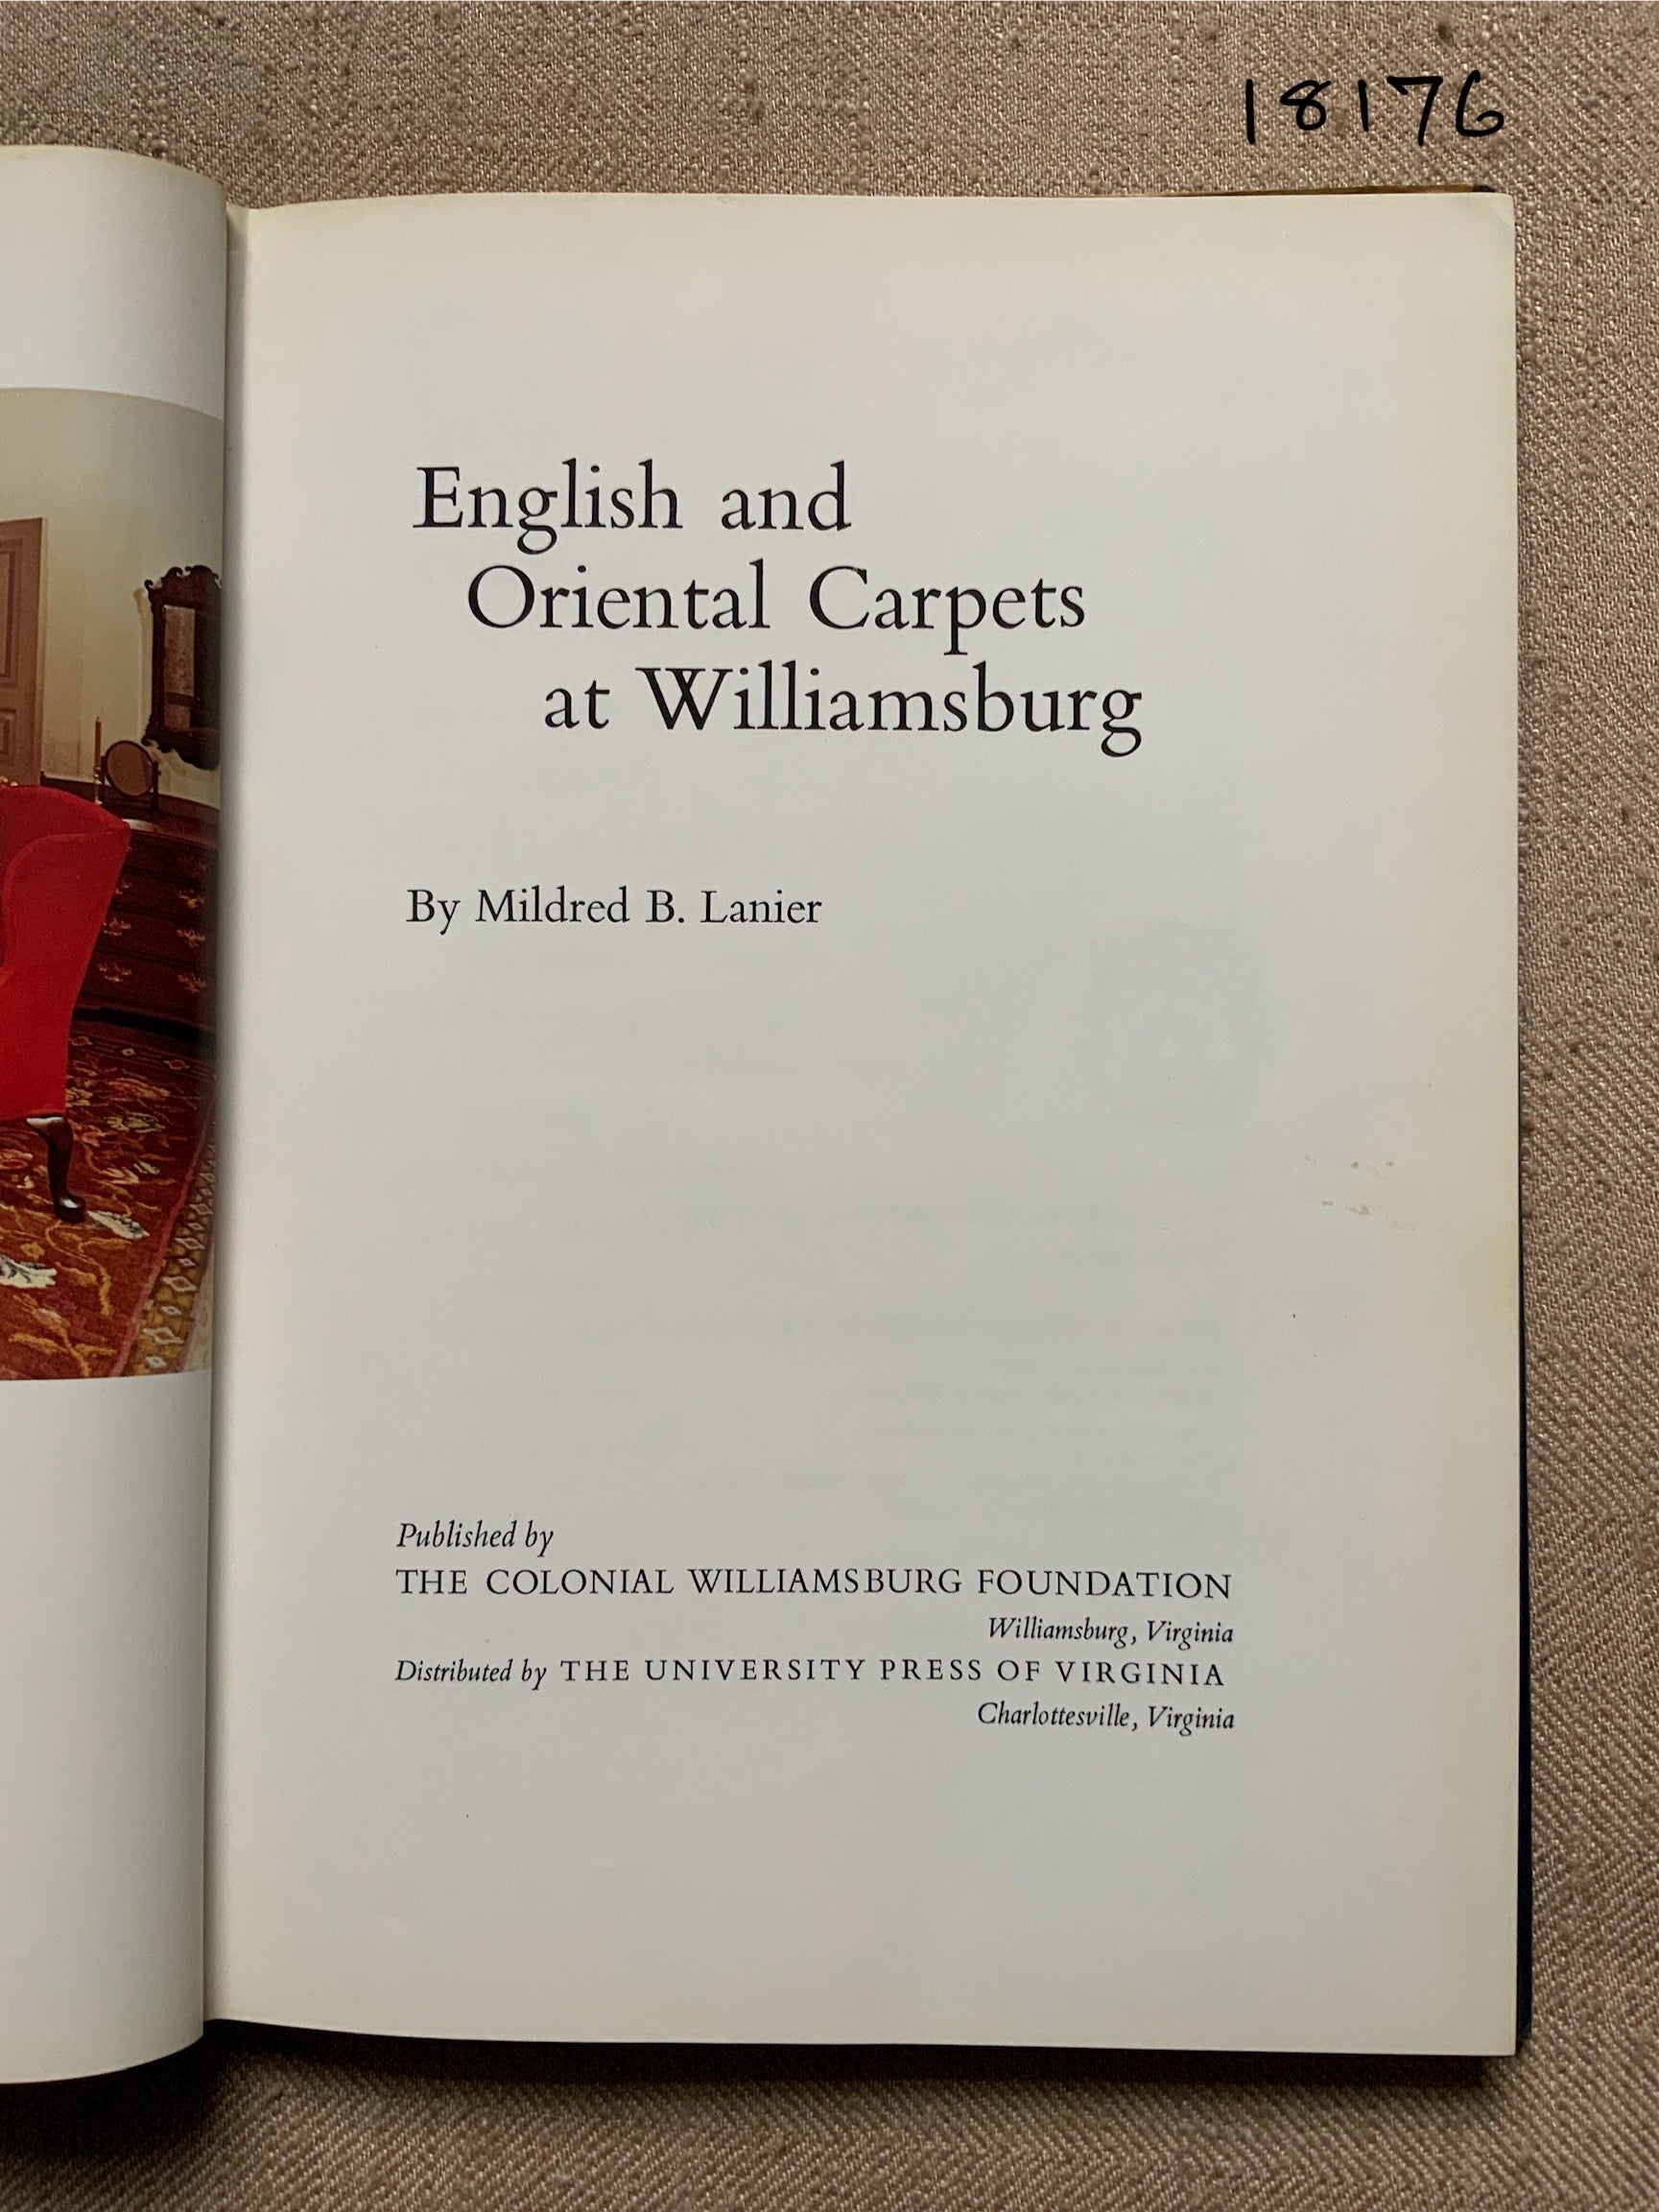 18176
English and
Oriental Carpets
at Williamsburg
By Mildred B. Lanier
Published by
THE COLONIAL WILLIAMSBURG FOUNDATION
Williamsburg, Virginia
Distributed by THE UNIVERSITY PRESS OF VIRGINIA
Charlottesville, Virginia